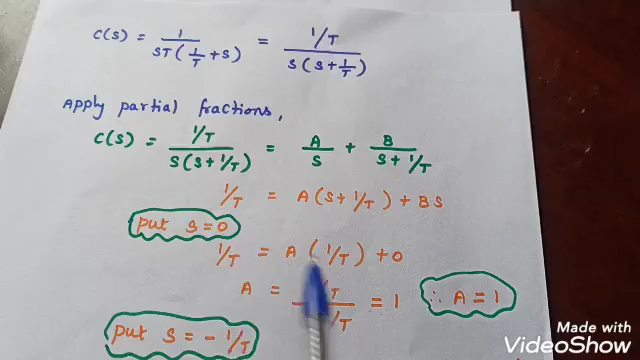 C(S) = 1 / ST(1/T + S) = 1/T / S(S + 1/T)
Apply partial fractions,
C(S) = 1/T / S(S + 1/T) = A/S + B/S + 1/T
1/T = A(S + 1/T) + BS
put S=0
1/T = A(1/T) + 0
A = 1/T / 1/T = 1 ∴ A = 1
put S = - 1/T
Made with
VideoShow